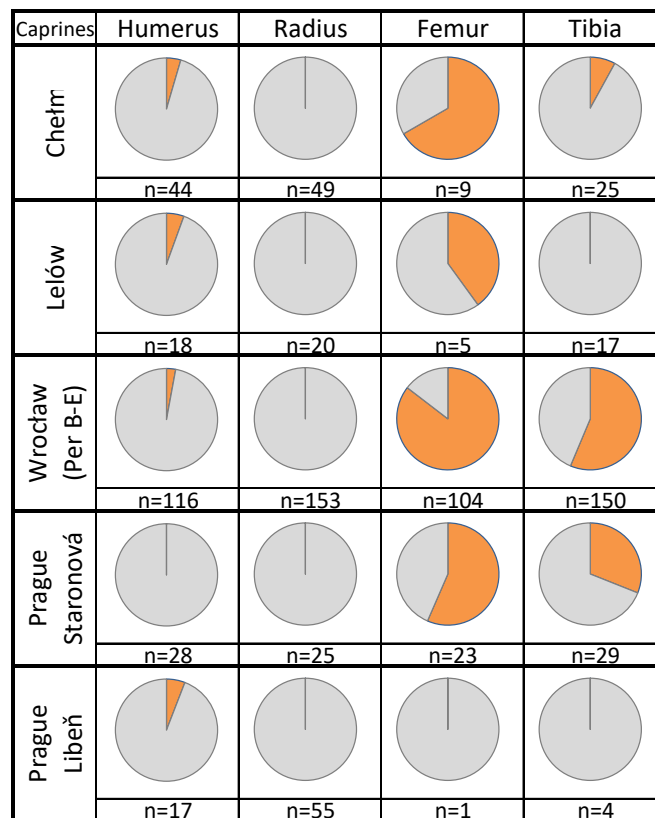 Caprines Humerus Radius Femur Tibia
Chełm
n=44 n=49 n=9 n=25
Lelów
n=18 n=20 n=5 n=17
Wrocław
(Per B-E)
n=116 n=153 n=104 n=150
Prague
Staronová
n=28 n=25 n=23 n=29
Prague
Libeň
n=17 n=55 n=1 n=4